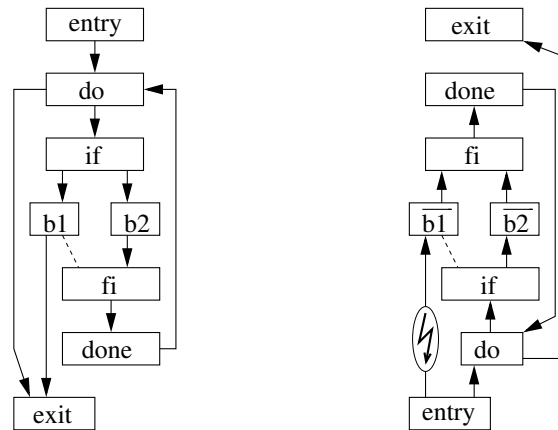 entry
do
if
b1
b2
fi
done
exit
exit
done
fi
b1
b2
if
do
entry